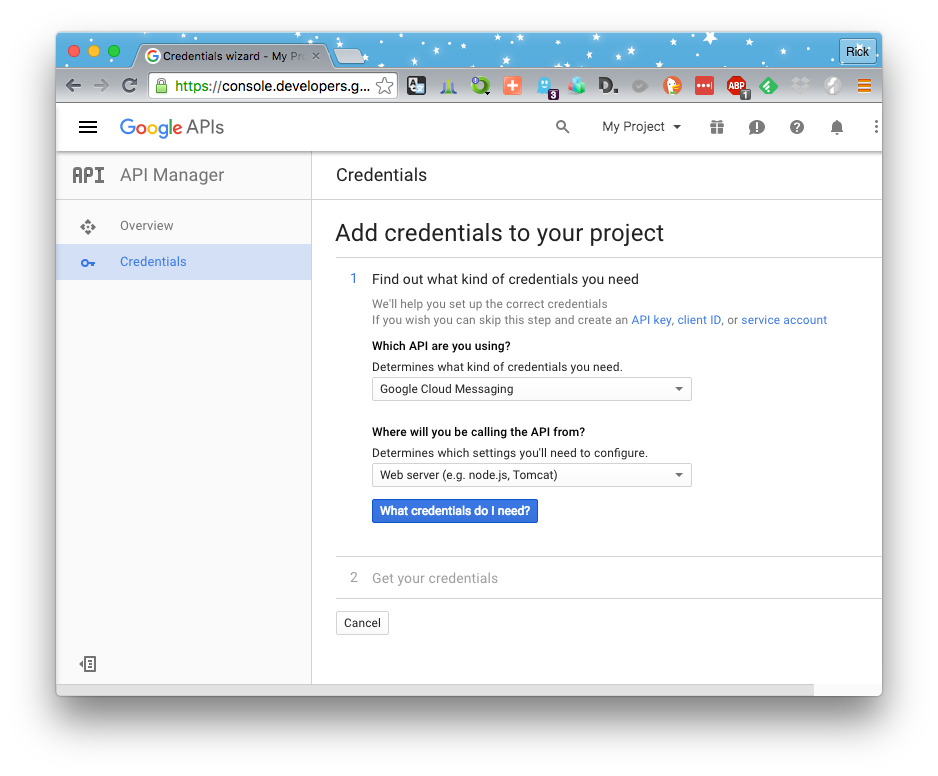 Credentials wizard - My Pro
Rick
https://console.developers.g...
3
ABP
1
Google APIs
My Project
API
API Manager
Credentials
Overview
Credentials
Add credentials to your project
1 Find out what kind of credentials you need
We'll help you set up the correct credentials
If you wish you can skip this step and create an API key, client ID, or service account
Which API are you using?
Determines what kind of credentials you need.
Google Cloud Messaging
Where will you be calling the API from?
Determines which settings you'll need to configure.
Web server (e.g. node.js, Tomcat)
What credentials do I need?
2 Get your credentials
Cancel